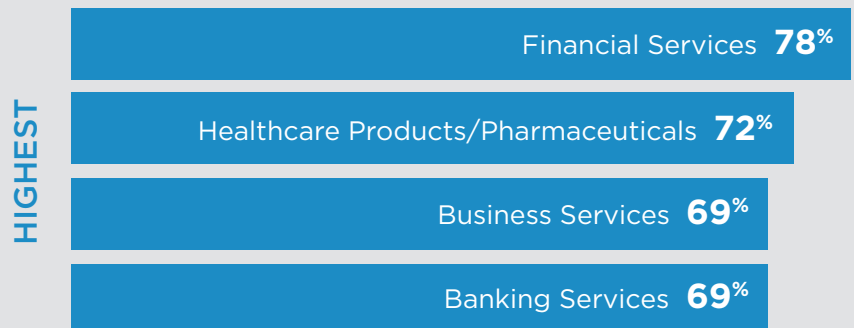 HIGHEST
Financial Services 78%
Healthcare Products/Pharmaceuticals 72%
Business Services 69%
Banking Services 69%